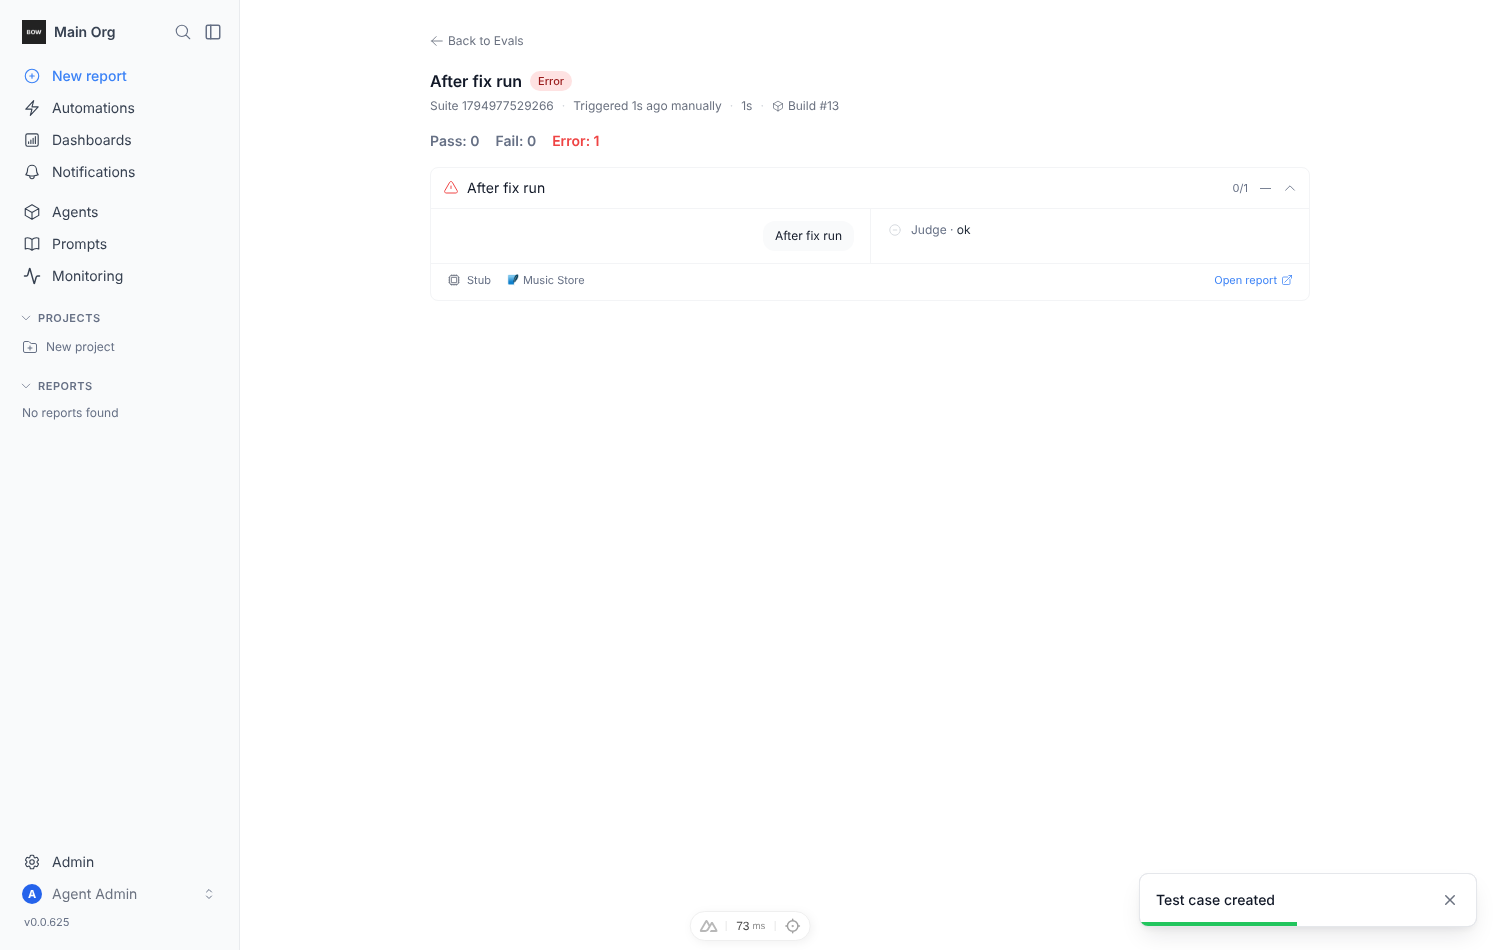 BOW Main Org
New report
Automations
Dashboards
Notifications
Agents
Prompts
Monitoring
PROJECTS
New project
REPORTS
No reports found
Admin
A Agent Admin
v0.0.625
Back to Evals
After fix run Error
Suite 1794977529266 · Triggered 1s ago manually · 1s · Build #13
Pass: 0 Fail: 0 Error: 1
After fix run 0/1 —
After fix run
Judge · ok
Stub Music Store Open report
73 ms
Test case created